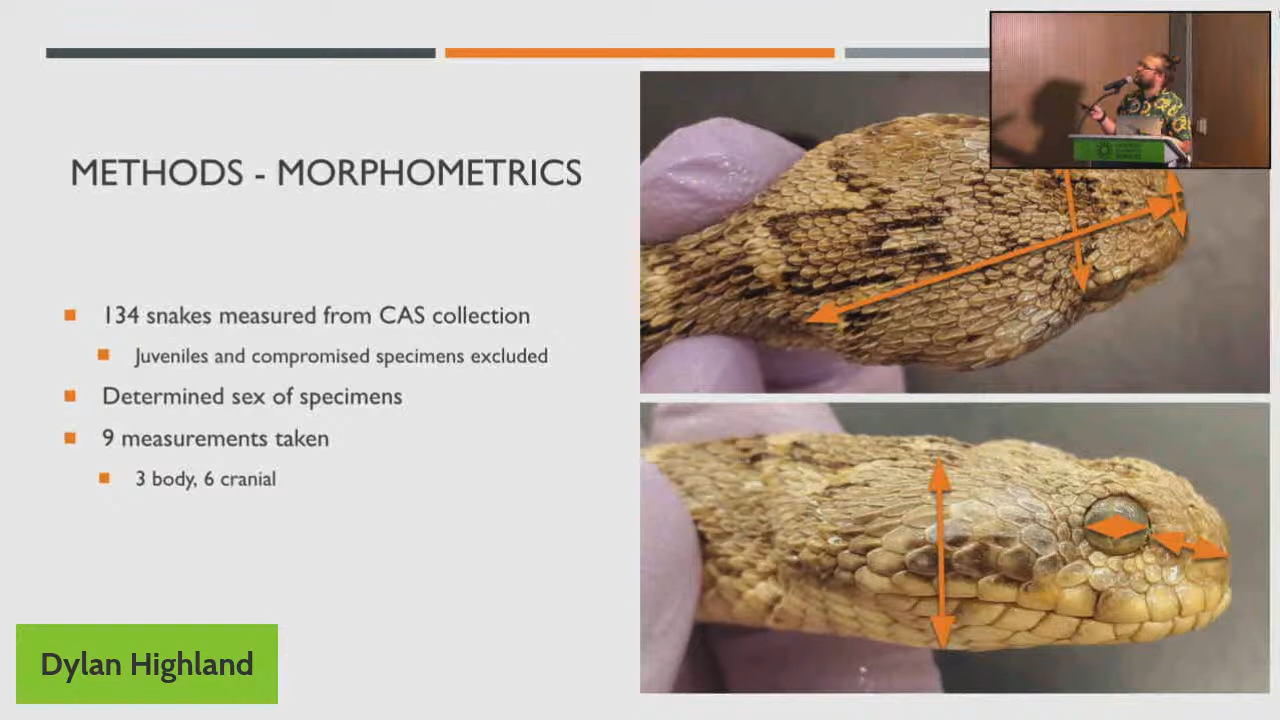 METHODS - MORPHOMETRICS
134 snakes measured from CAS collection
Juveniles and compromised specimens excluded
Determined sex of specimens
9 measurements taken
3 body, 6 cranial
Dylan Highland